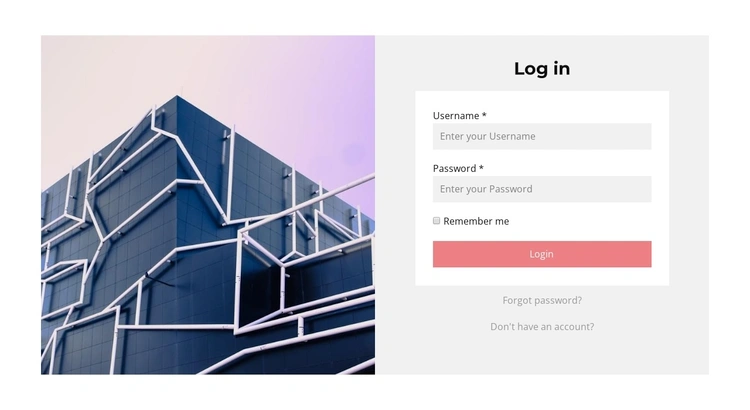 Log in
Username *
Enter your Username
Password *
Enter your Password
Remember me
Login
Forgot password?
Don't have an account?